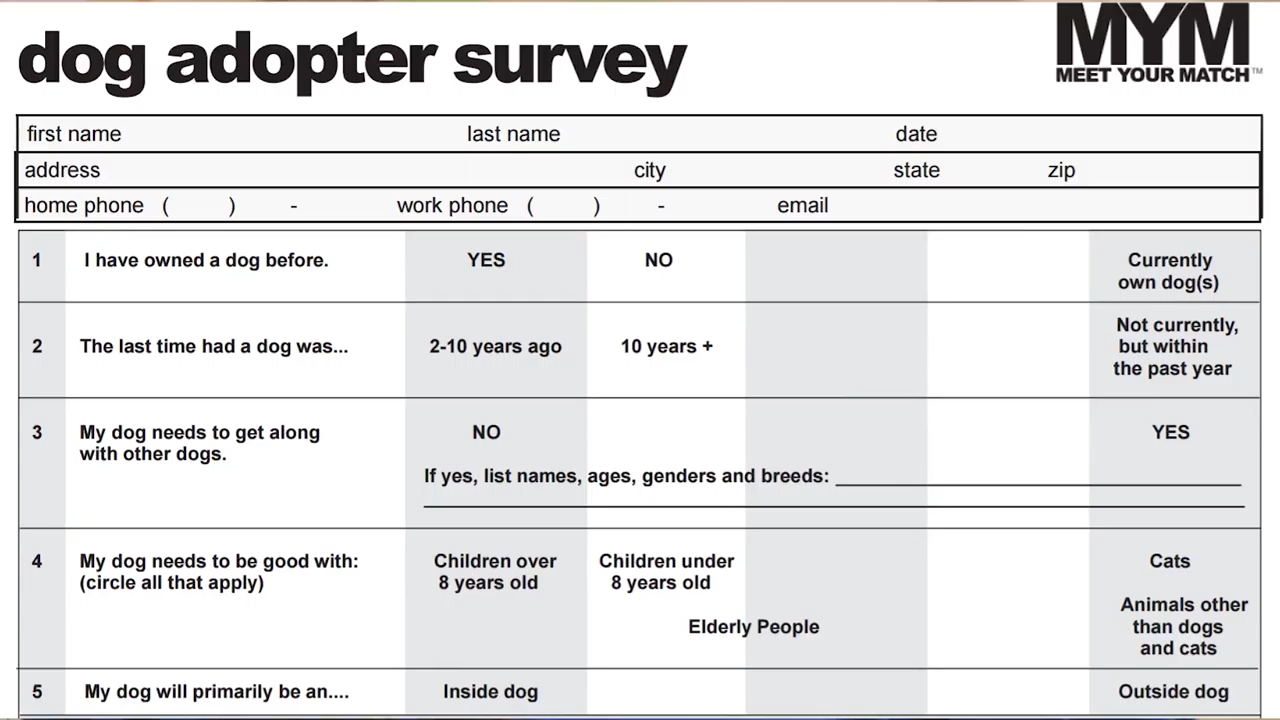 MYM
MEET YOUR MATCH™
dog adopter survey
first name last name date
address city state zip
home phone ( ) - work phone ( ) - email
1 I have owned a dog before. YES NO Currently
own dog(s)
2 The last time had a dog was... 2-10 years ago 10 years + Not currently,
but within
the past year
3 My dog needs to get along NO YES
with other dogs.
If yes, list names, ages, genders and breeds:
4 My dog needs to be good with: Children over Children under Cats
(circle all that apply) 8 years old 8 years old
Animals other
Elderly People than dogs
and cats
5 My dog will primarily be an.... Inside dog Outside dog